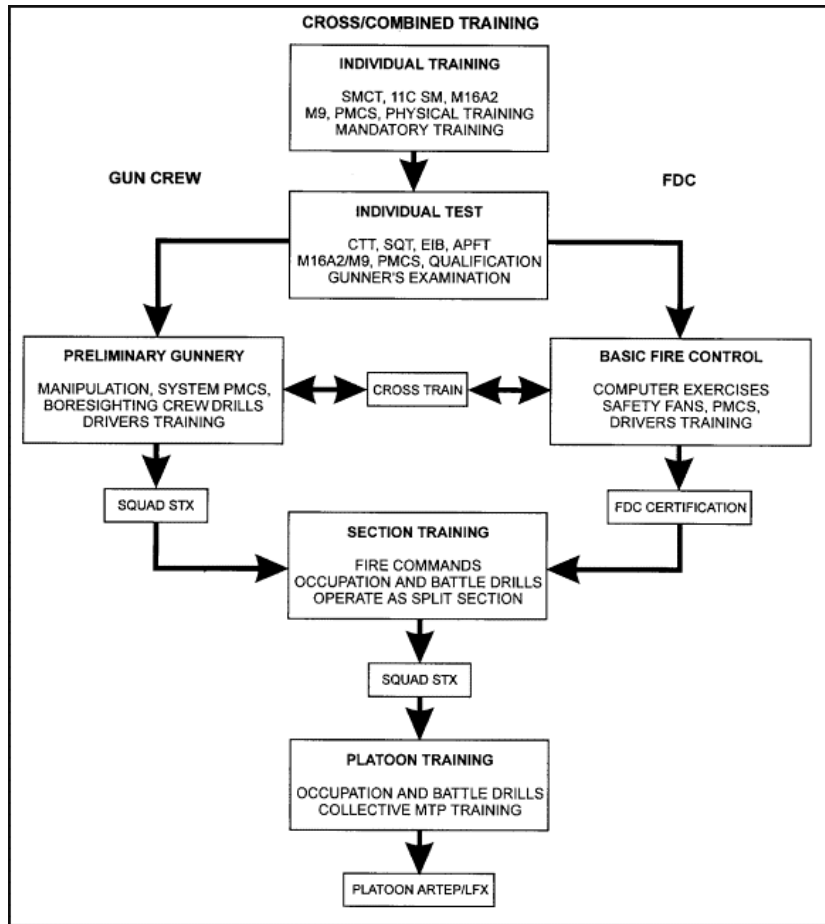 CROSS/COMBINED TRAINING
INDIVIDUAL TRAINING
SMCT, 11C SM, M16A2
M9, PMCS, PHYSICAL TRAINING
MANDATORY TRAINING
GUN CREW
FDC
INDIVIDUAL TEST
CTT, SQT, EIB, APFT
M16A2/M9, PMCS, QUALIFICATION
GUNNER'S EXAMINATION
PRELIMINARY GUNNERY
MANIPULATION, SYSTEM PMCS,
BORESIGHTING CREW DRILLS
DRIVERS TRAINING
CROSS TRAIN
BASIC FIRE CONTROL
COMPUTER EXERCISES
SAFETY FANS, PMCS,
DRIVERS TRAINING
SQUAD STX
FDC CERTIFICATION
SECTION TRAINING
FIRE COMMANDS
OCCUPATION AND BATTLE DRILLS
OPERATE AS SPLIT SECTION
SQUAD STX
PLATOON TRAINING
OCCUPATION AND BATTLE DRILLS
COLLECTIVE MTP TRAINING
PLATOON ARTEP/LFX